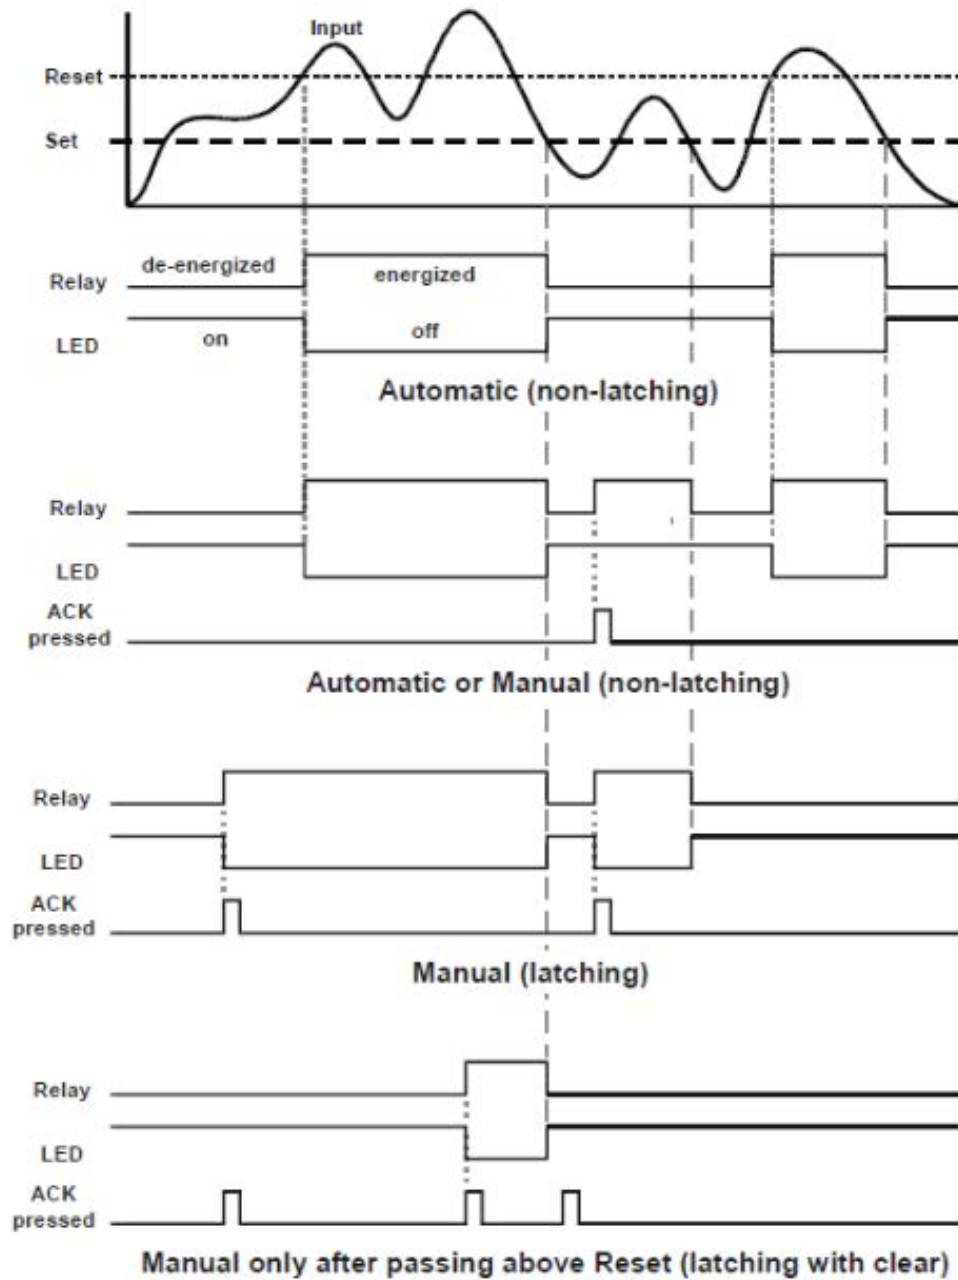 Input
Reset
Set
de-energized
energized
Relay
on
off
LED
Automatic (non-latching)
Relay
LED
ACK
pressed
Automatic or Manual (non-latching)
Relay
LED
ACK
pressed
Manual (latching)
Relay
LED
ACK
pressed
Manual only after passing above Reset (latching with clear)